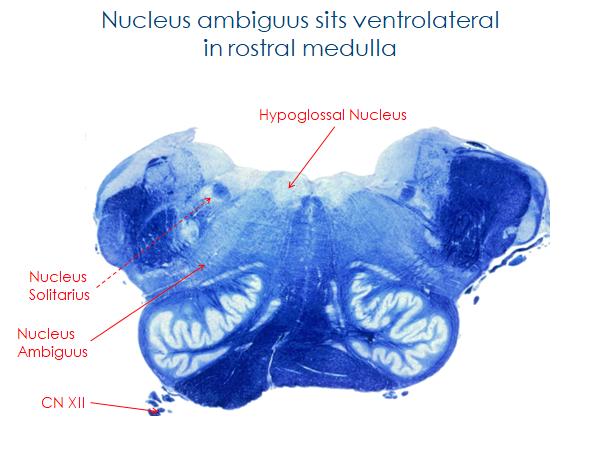 Nucleus ambiguus sits ventrolateral
in rostral medulla
Hypoglossal Nucleus
Nucleus
Solitarius
Nucleus
Ambiguus
CN XII